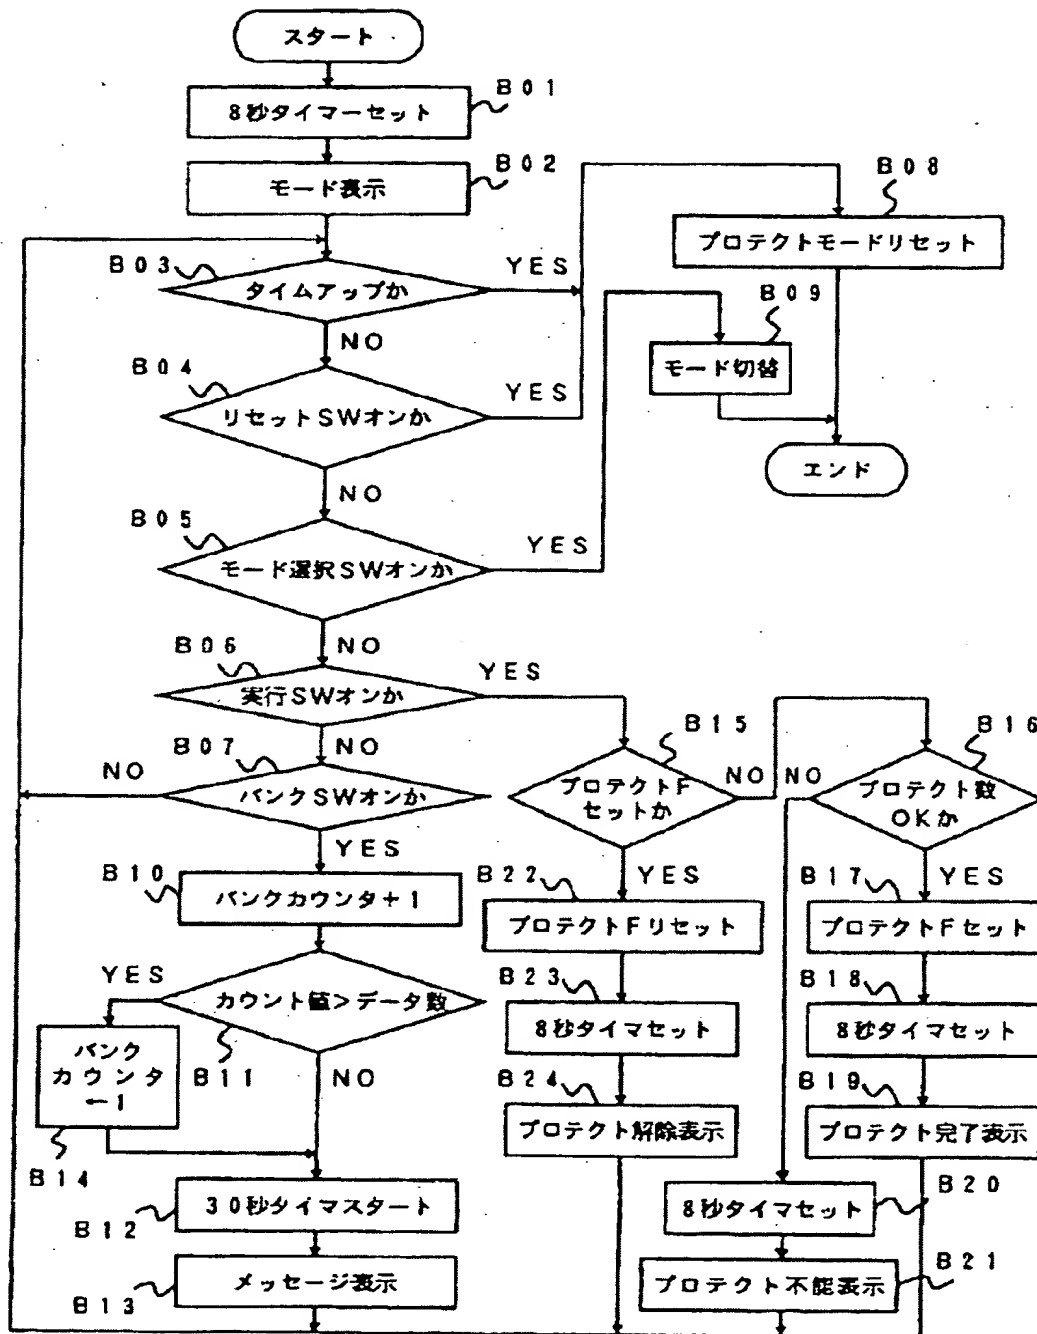 スタート
B01
8秒タイマーセット
B02
モード表示
B08
プロテクトモードリセット
B03
タイムアップか
YES
NO
B09
モード切替
B04
リセットSWオンか
YES
NO
エンド
B05
モード選択SWオンか
YES
NO
B06
実行SWオンか
YES
NO
B07
バンクSWオンか
NO
YES
B15
プロテクトF
セットか
NO
YES
B16
プロテクト数
OKか
NO
YES
B10
バンクカウンタ+1
B22
プロテクトFリセット
B17
プロテクトFセット
カウント値>データ数
YES
B11
NO
B23
8秒タイマセット
B18
8秒タイマセット
バンク
カウンタ
←1
B14
B24
プロテクト解除表示
B19
プロテクト完了表示
30秒タイマスタート
B12
8秒タイマセット
B20
メッセージ表示
B13
プロテクト不能表示
B21